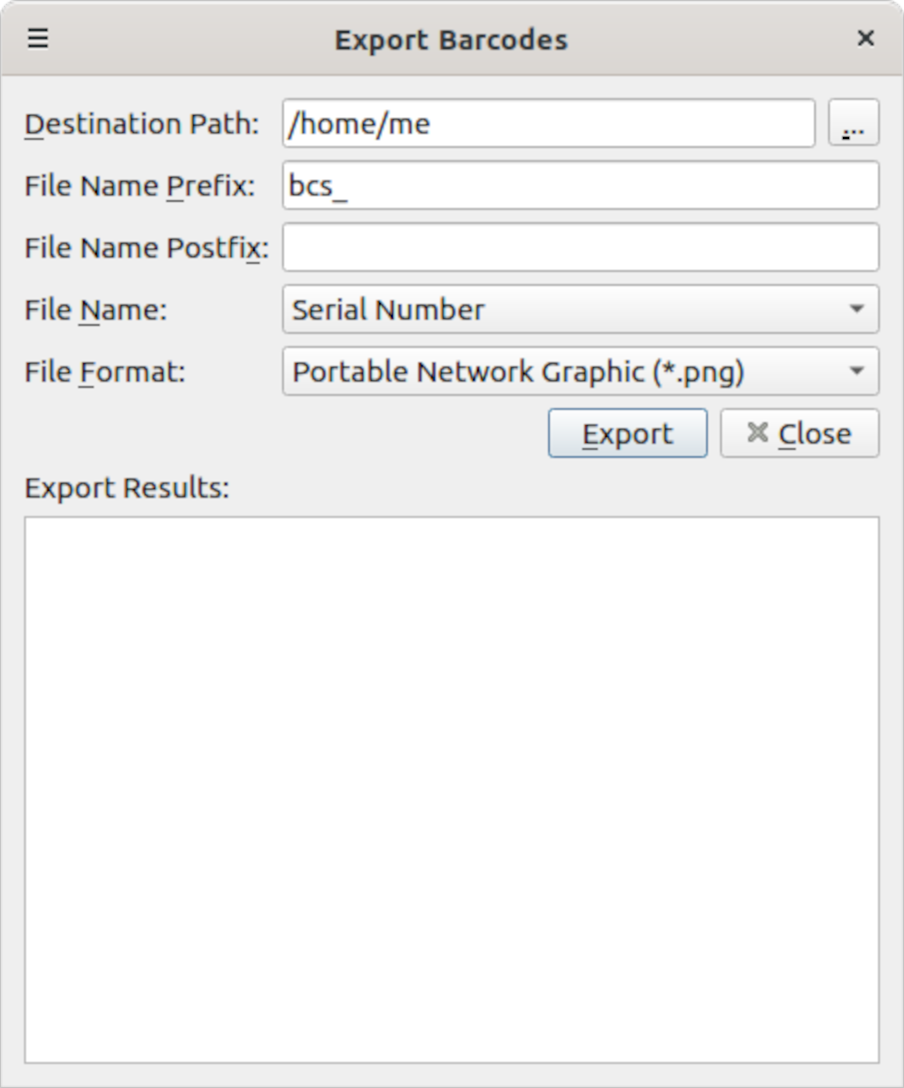 Export Barcodes
Destination Path: /home/me ...
File Name Prefix: bcs_
File Name Postfix:
File Name: Serial Number
File Format: Portable Network Graphic (*.png)
Export Close
Export Results: